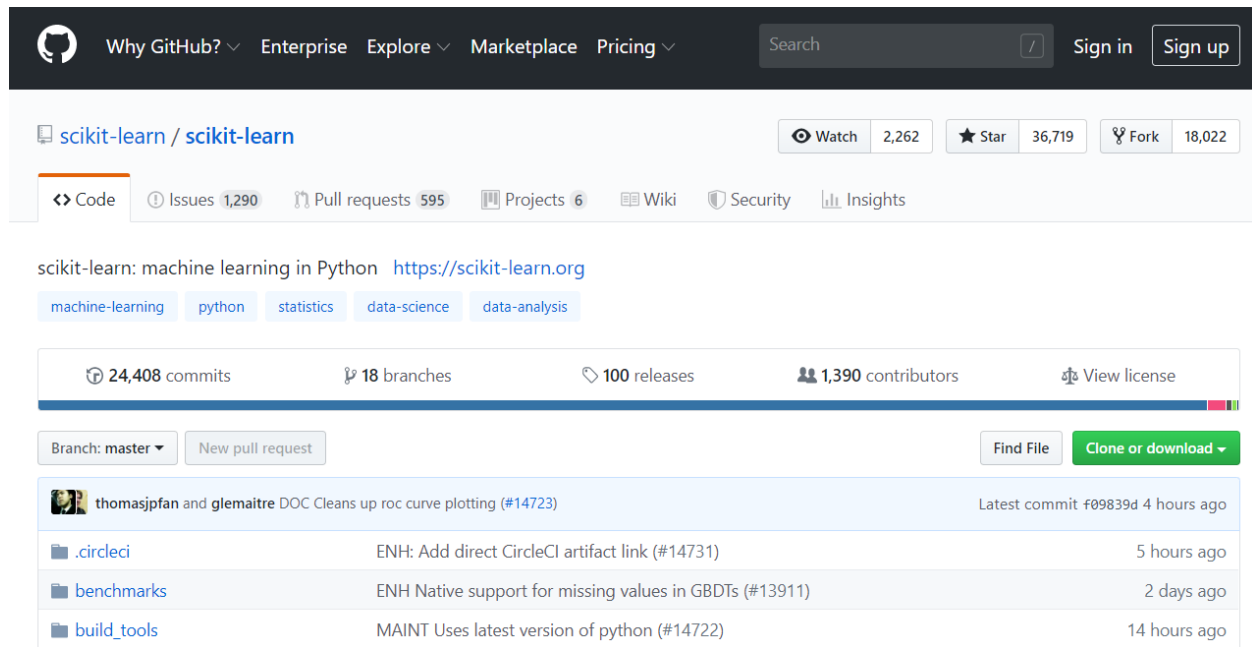 Why GitHub? Enterprise Explore Marketplace Pricing Search / Sign in Sign up
scikit-learn / scikit-learn Watch 2,262 Star 36,719 Fork 18,022
<> Code Issues 1,290 Pull requests 595 Projects 6 Wiki Security Insights
scikit-learn: machine learning in Python https://scikit-learn.org
machine-learning python statistics data-science data-analysis
24,408 commits 18 branches 100 releases 1,390 contributors View license
Branch: master New pull request Find File Clone or download
thomasjpfan and glemaitre DOC Cleans up roc curve plotting (#14723) Latest commit f09839d 4 hours ago
.circleci ENH: Add direct CircleCI artifact link (#14731) 5 hours ago
benchmarks ENH Native support for missing values in GBDTs (#13911) 2 days ago
build_tools MAINT Uses latest version of python (#14722) 14 hours ago